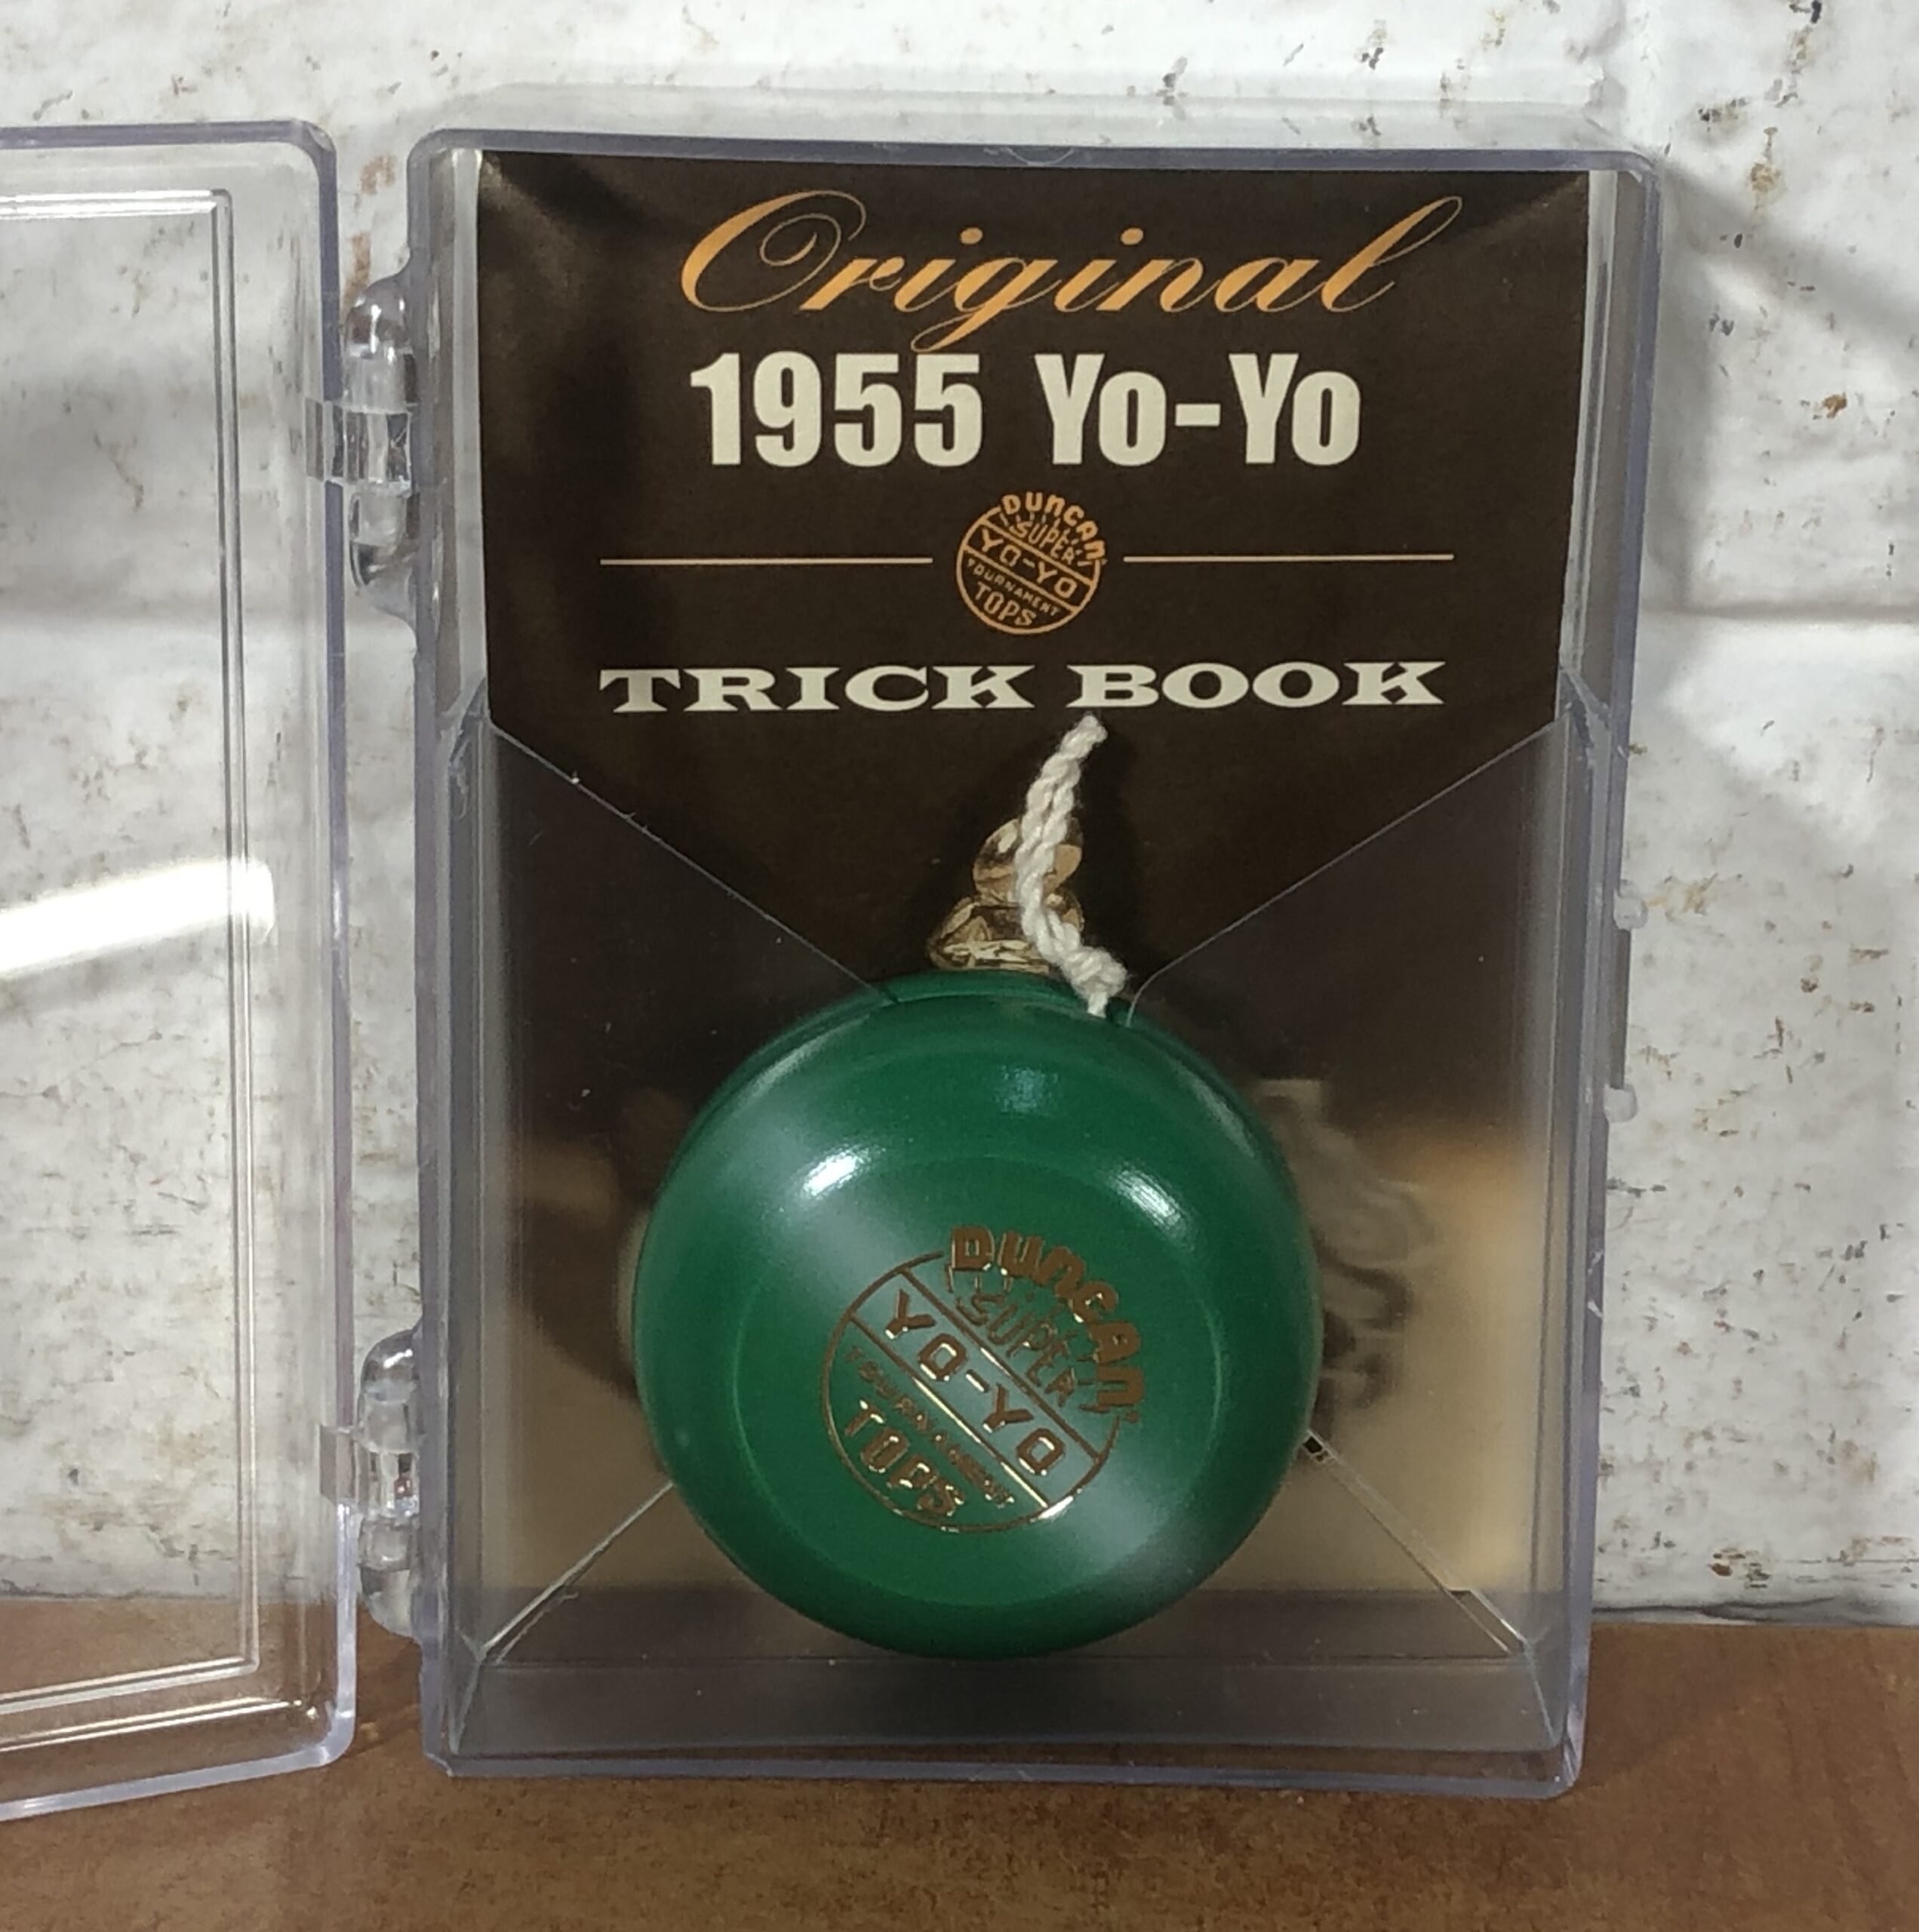 Original
1955 Yo-Yo
DUNCAN
SUPER
YO-YO
TOURNAMENT
TOPS
TRICK BOOK
DUNCAN
SUPER
YO-YO
TOURNAMENT
TOPS